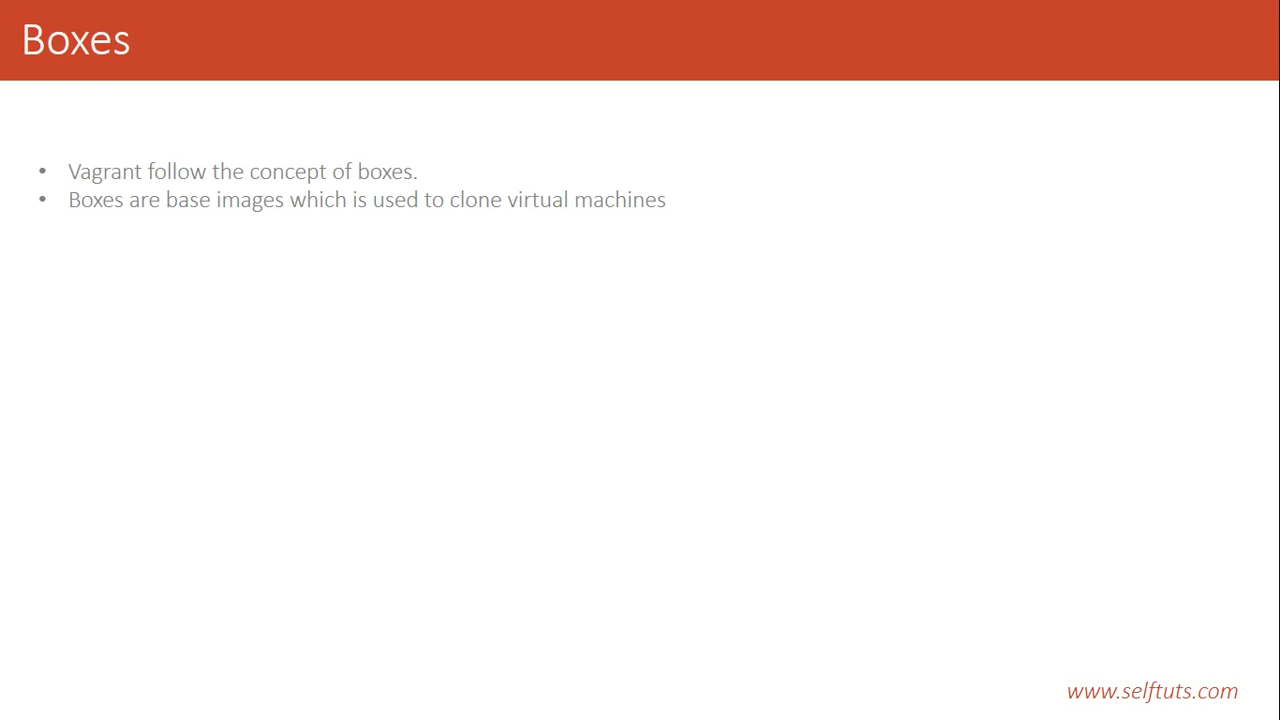 Boxes
• Vagrant follow the concept of boxes.
• Boxes are base images which is used to clone virtual machines
www.selftuts.com